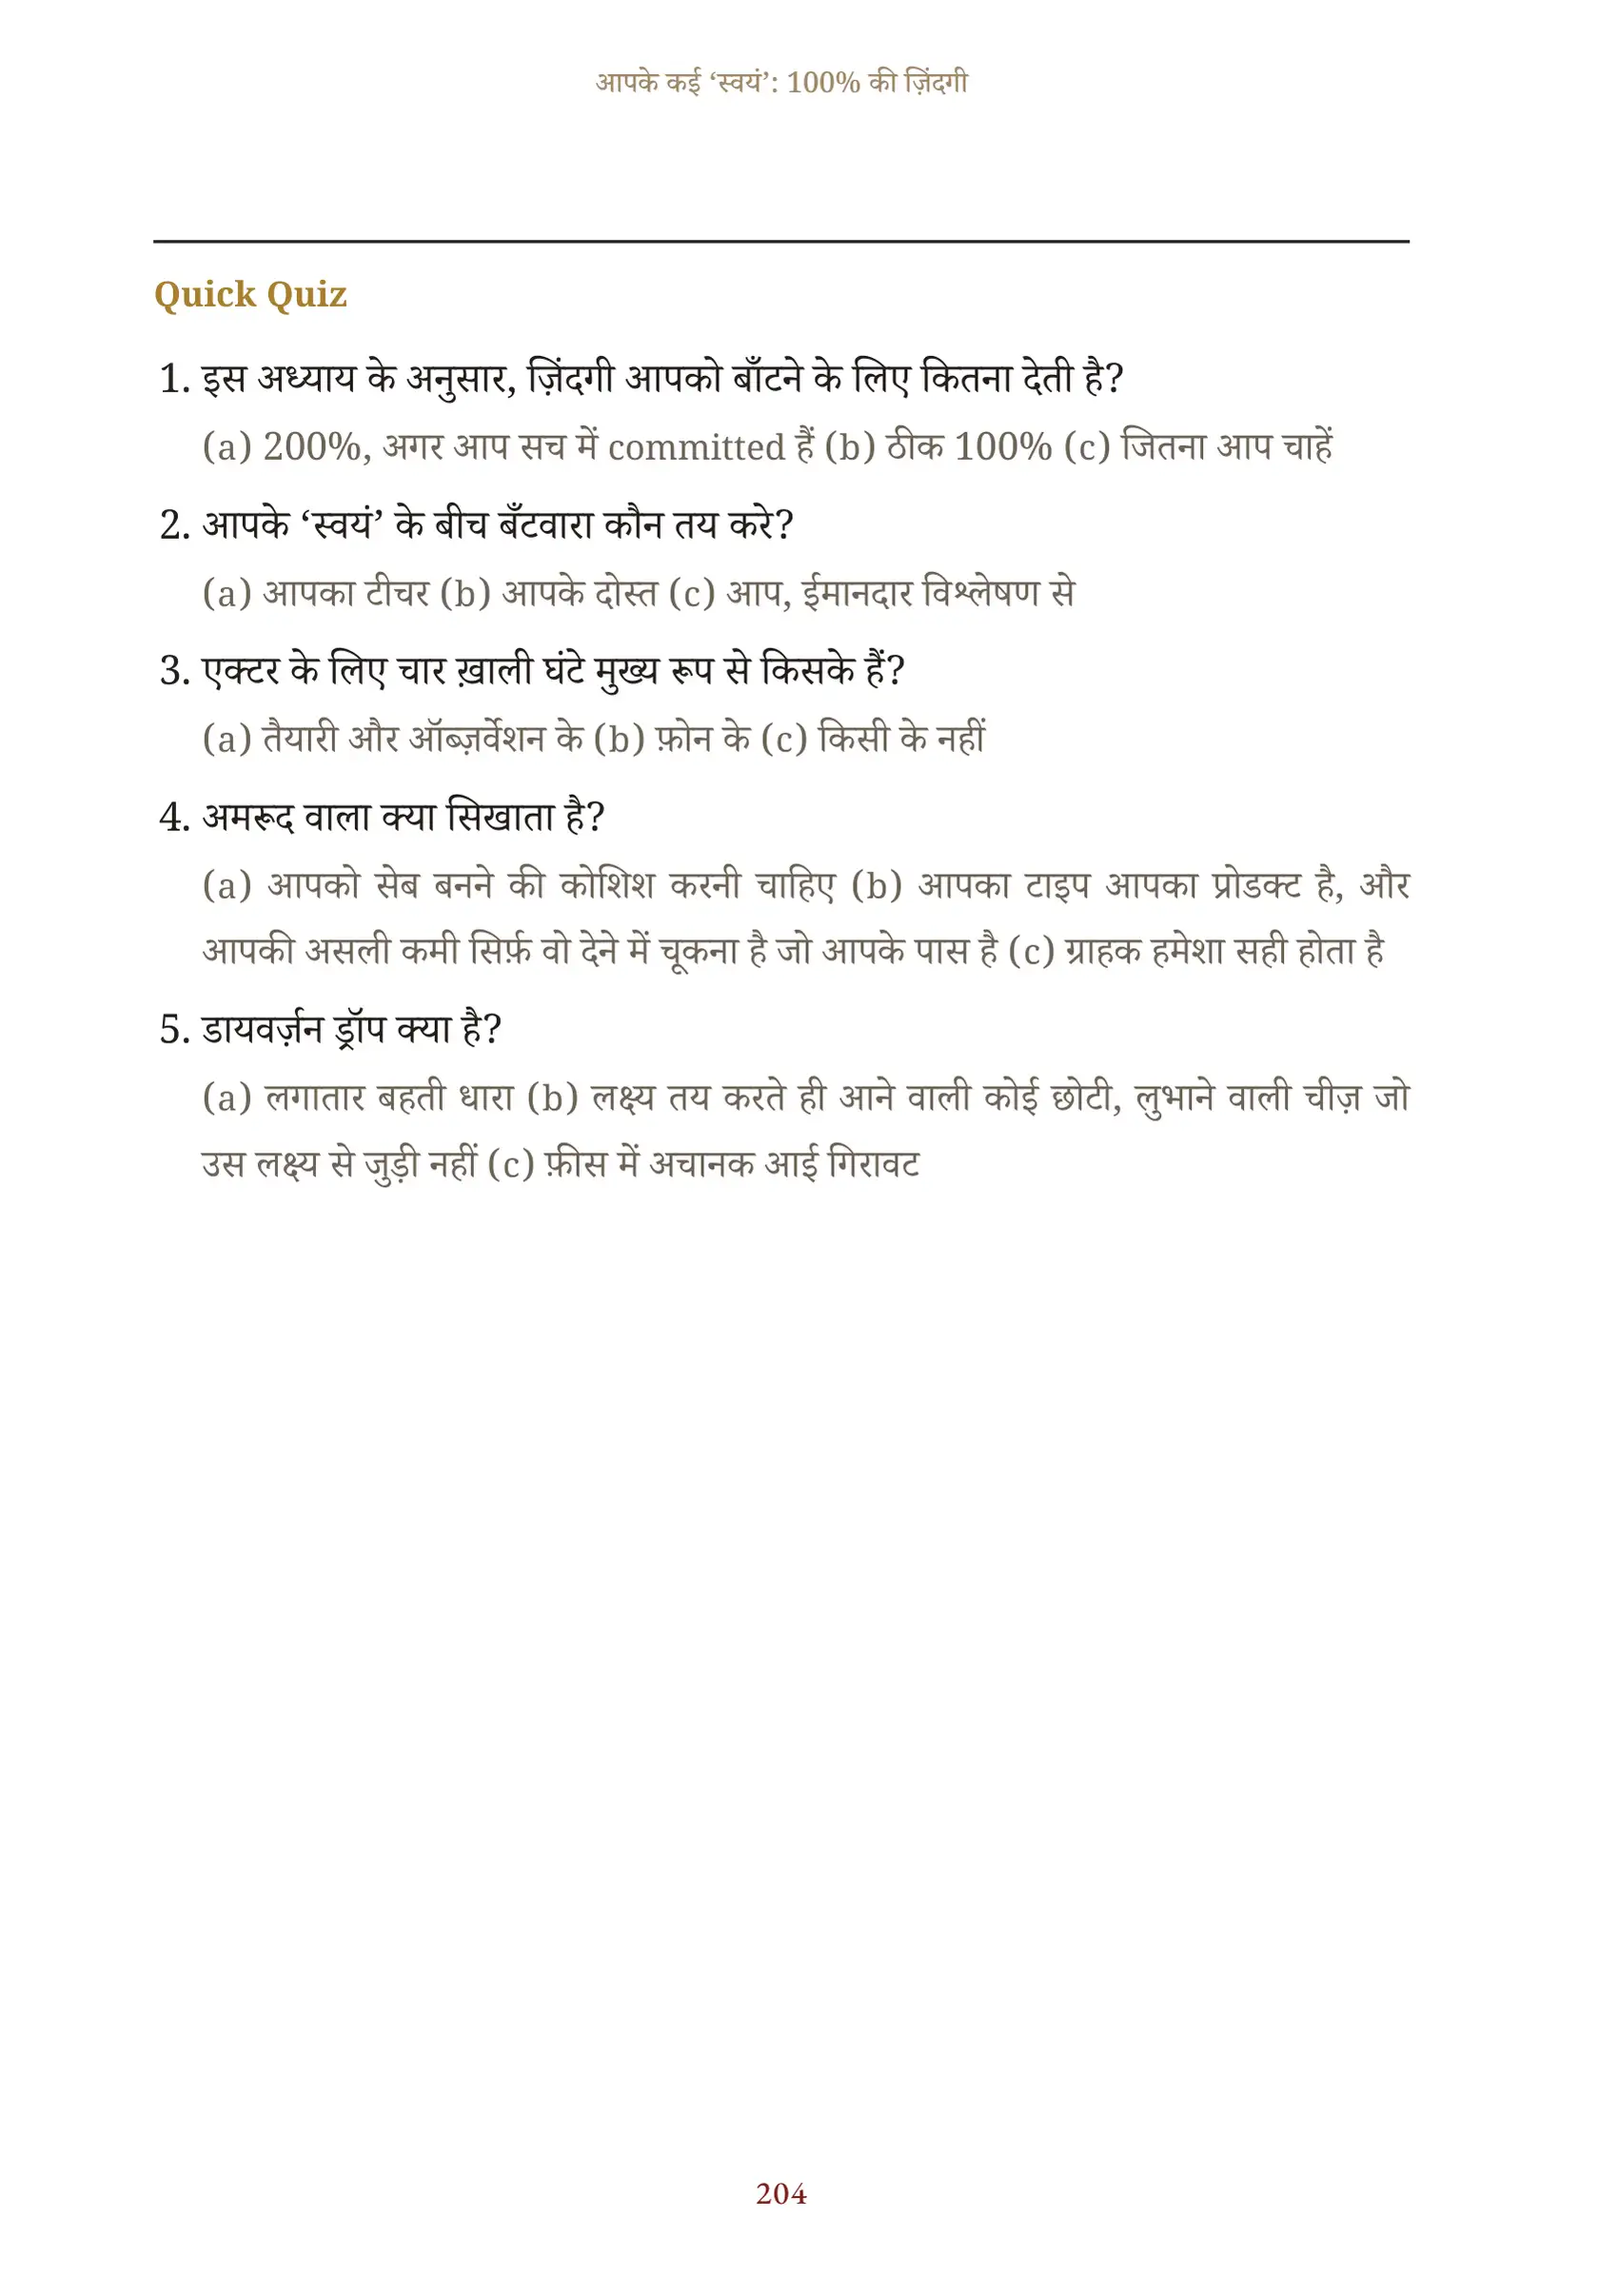 आपके कई ‘स्वयं’: 100% की ज़िंदगी
Quick Quiz
1. इस अध्याय के अनुसार, ज़िंदगी आपको बाँटने के लिए कितना देती है?
(a) 200%, अगर आप सच में committed हैं (b) ठीक 100% (c) जितना आप चाहें
2. आपके ‘स्वयं’ के बीच बँटवारा कौन तय करे?
(a) आपका टीचर (b) आपके दोस्त (c) आप, ईमानदार विश्लेषण से
3. एक्टर के लिए चार ख़ाली घंटे मुख्य रूप से किसके हैं?
(a) तैयारी और ऑब्ज़र्वेशन के (b) फ़ोन के (c) किसी के नहीं
4. अमरूद वाला क्या सिखाता है?
(a) आपको सेब बनने की कोशिश करनी चाहिए (b) आपका टाइप आपका प्रोडक्ट है, और
आपकी असली कमी सिर्फ़ वो देने में चूकना है जो आपके पास है (c) ग्राहक हमेशा सही होता है
5. डायवर्ज़न ड्रॉप क्या है?
(a) लगातार बहती धारा (b) लक्ष्य तय करते ही आने वाली कोई छोटी, लुभाने वाली चीज़ जो
उस लक्ष्य से जुड़ी नहीं (c) फ़ीस में अचानक आई गिरावट
204